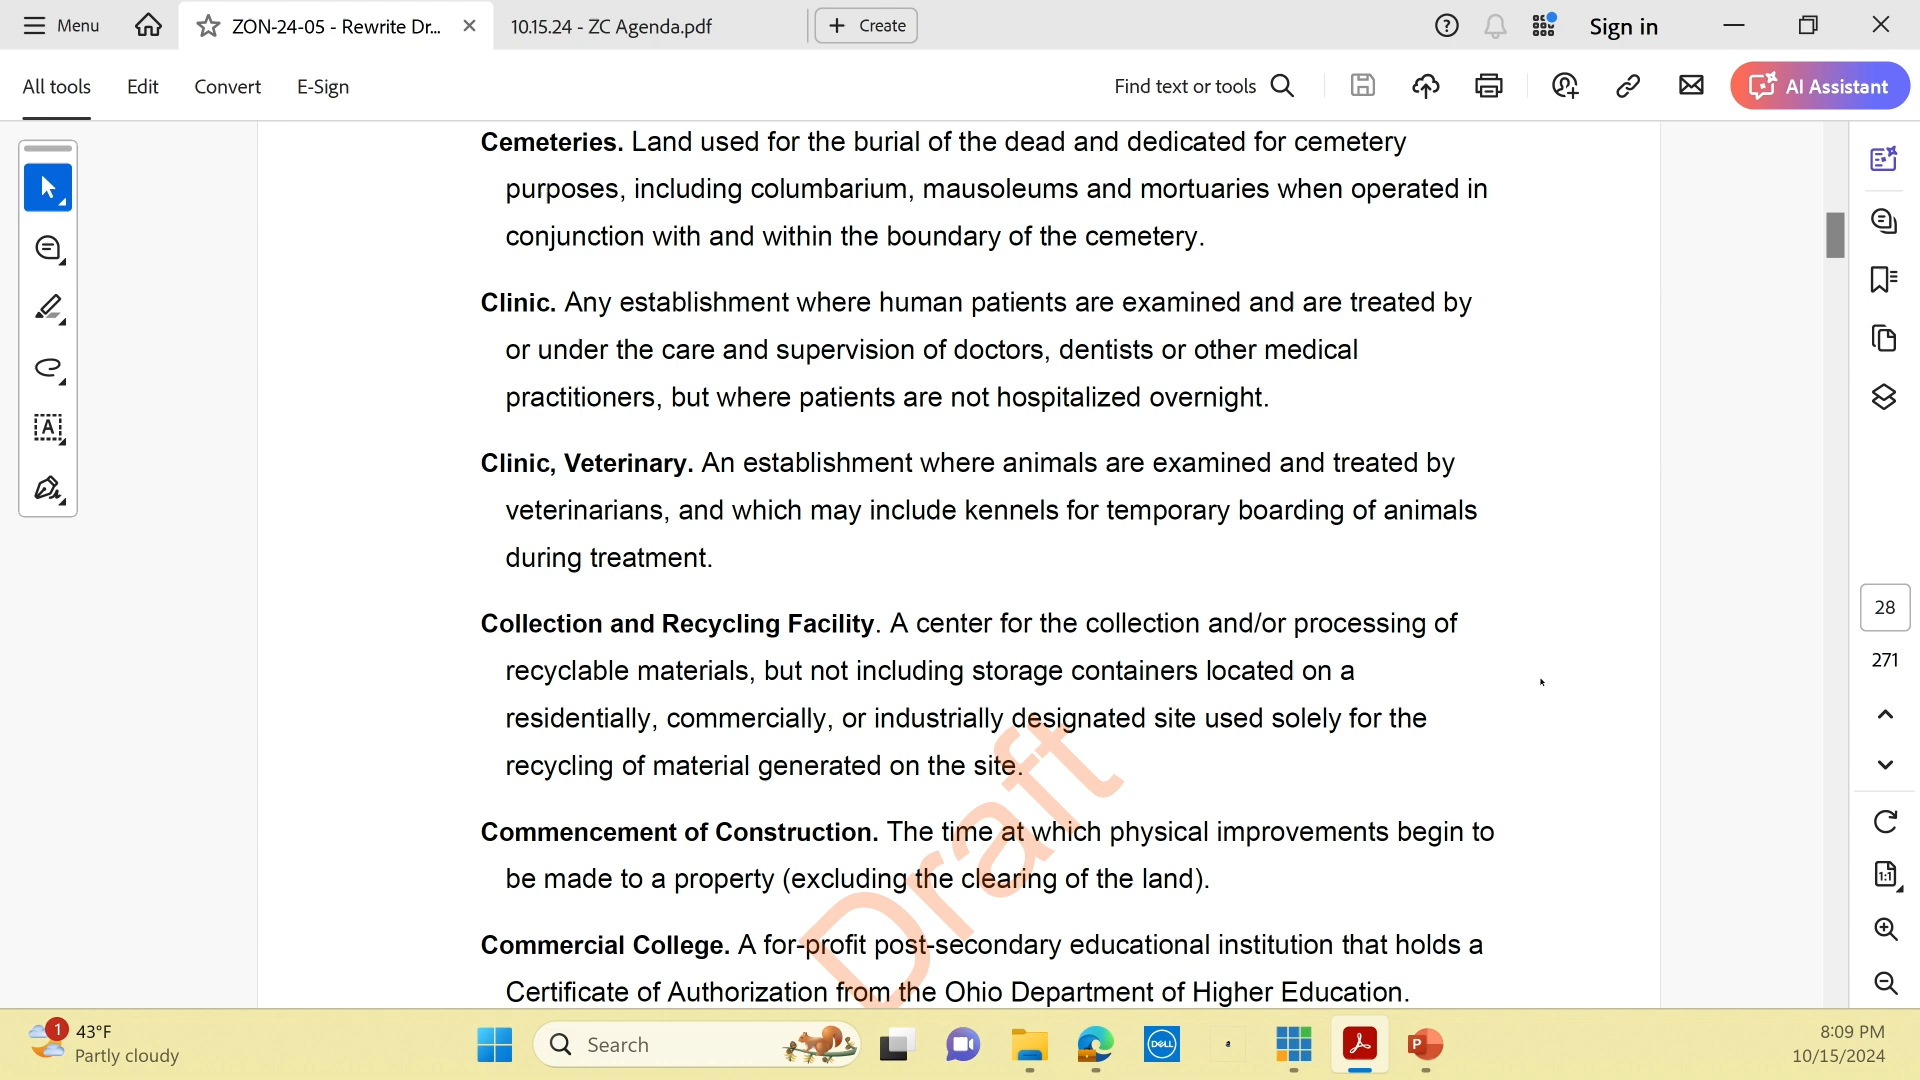 Menu
ZON-24-05 - Rewrite Dr...
10.15.24 - ZC Agenda.pdf
Create
Sign in
All tools
Edit
Convert
E-Sign
Find text or tools
AI Assistant
Cemeteries. Land used for the burial of the dead and dedicated for cemetery
purposes, including columbarium, mausoleums and mortuaries when operated in
conjunction with and within the boundary of the cemetery.
Clinic. Any establishment where human patients are examined and are treated by
or under the care and supervision of doctors, dentists or other medical
practitioners, but where patients are not hospitalized overnight.
Clinic, Veterinary. An establishment where animals are examined and treated by
veterinarians, and which may include kennels for temporary boarding of animals
during treatment.
Collection and Recycling Facility. A center for the collection and/or processing of
recyclable materials, but not including storage containers located on a
residentially, commercially, or industrially designated site used solely for the
recycling of material generated on the site.
Commencement of Construction. The time at which physical improvements begin to
be made to a property (excluding the clearing of the land).
Commercial College. A for-profit post-secondary educational institution that holds a
Certificate of Authorization from the Ohio Department of Higher Education.
Draft
A
28
271
1:1
1
43°F
Partly cloudy
Search
DELL
a
P
8:09 PM
10/15/2024